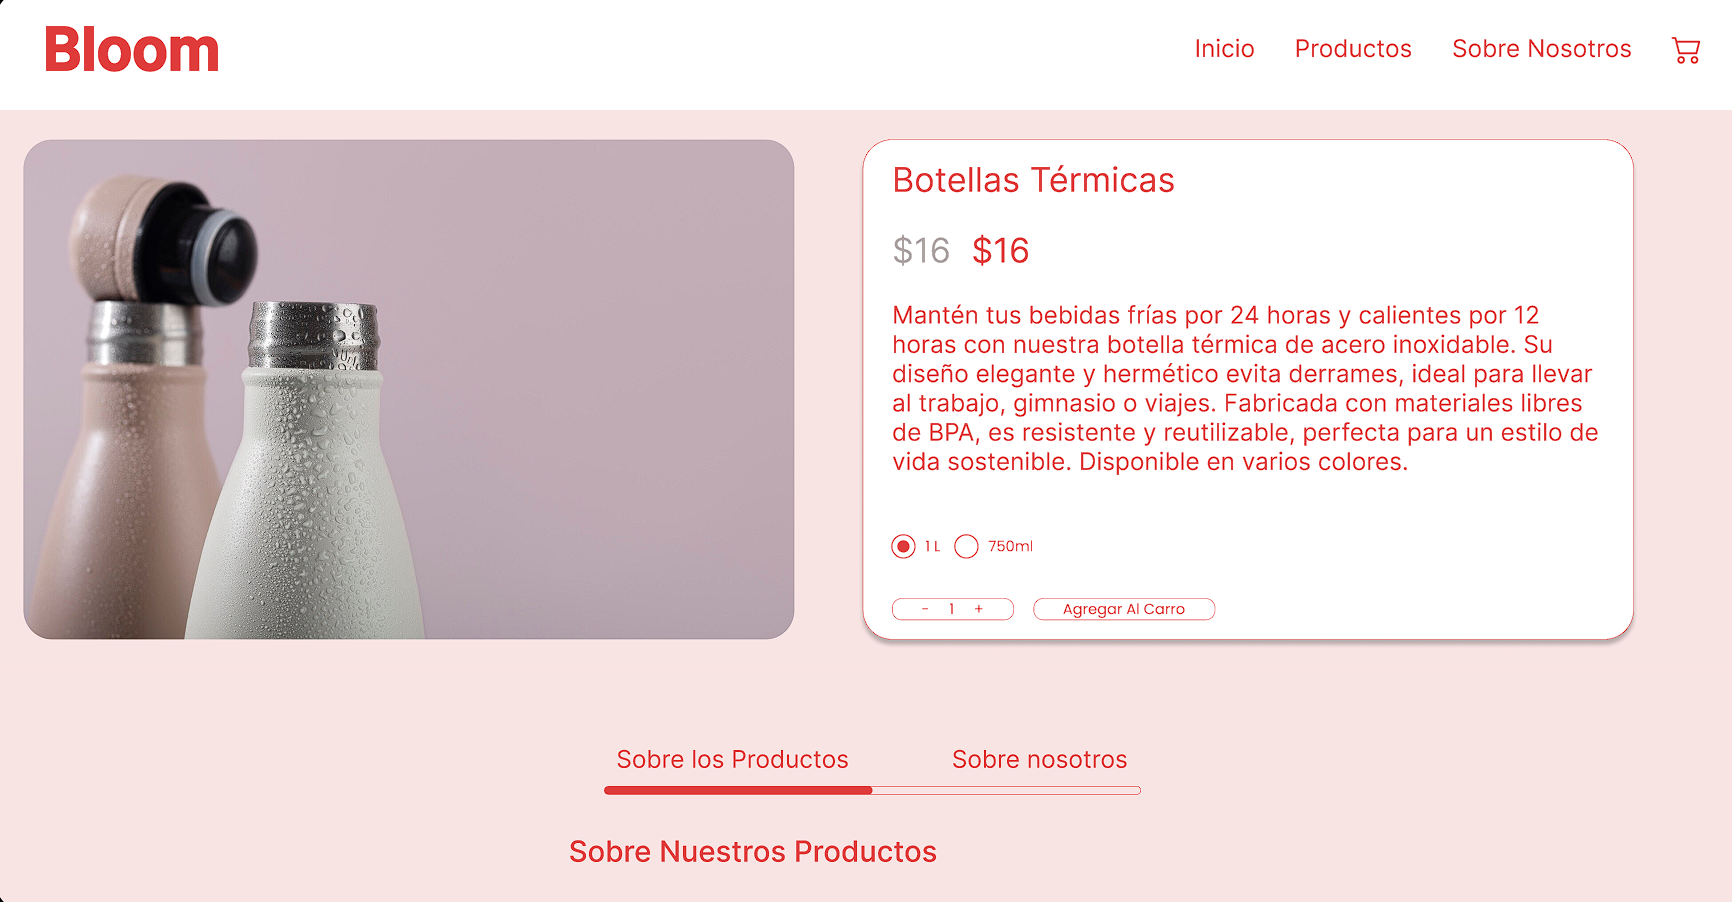 Bloom
Inicio Productos Sobre Nosotros
Botellas Térmicas
$16 $16
Mantén tus bebidas frías por 24 horas y calientes por 12
horas con nuestra botella térmica de acero inoxidable. Su
diseño elegante y hermético evita derrames, ideal para llevar
al trabajo, gimnasio o viajes. Fabricada con materiales libres
de BPA, es resistente y reutilizable, perfecta para un estilo de
vida sostenible. Disponible en varios colores.
1 L 750ml
- 1 + Agregar Al Carro
Sobre los Productos Sobre nosotros
Sobre Nuestros Productos